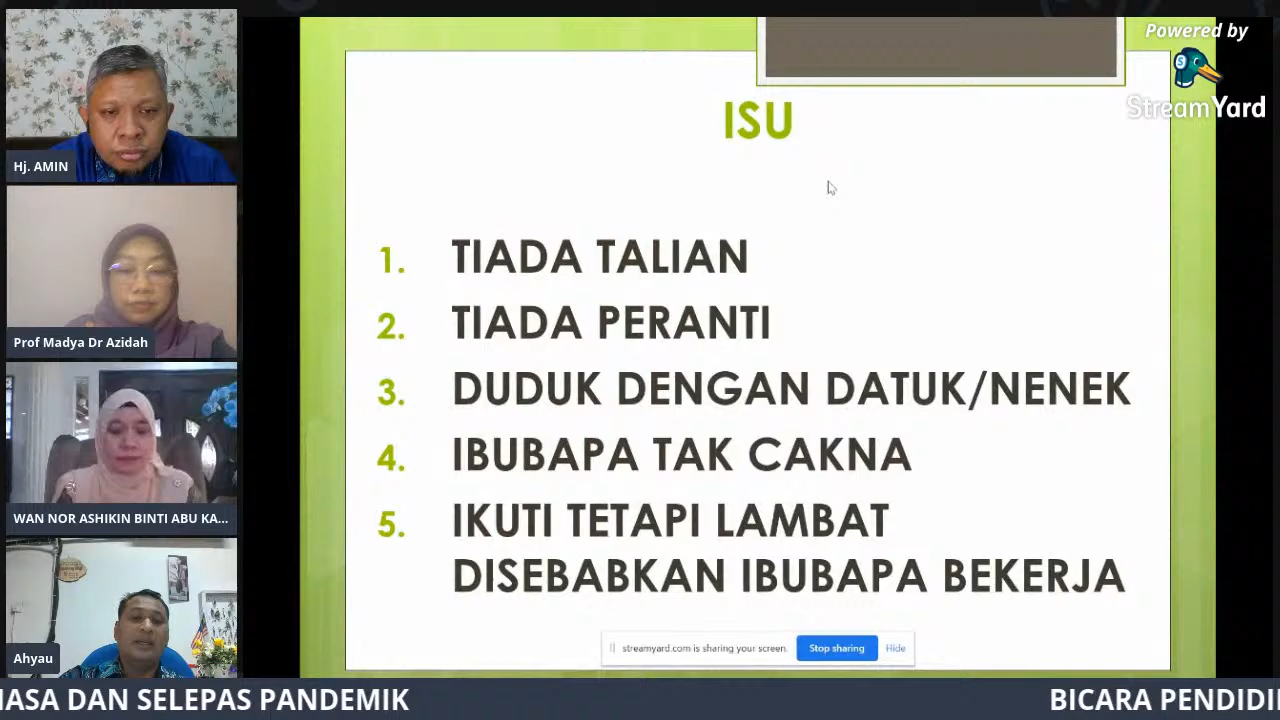 Hj. AMIN
Prof Madya Dr Azidah
WAN NOR ASHIKIN BINTI ABU KA...
Ahyau
Powered by
StreamYard
ISU
1. TIADA TALIAN
2. TIADA PERANTI
3. DUDUK DENGAN DATUK/NENEK
4. IBUBAPA TAK CAKNA
5. IKUTI TETAPI LAMBAT
DISEBABKAN IBUBAPA BEKERJA
streamyard.com is sharing your screen. Stop sharing Hide
DAN SELEPAS PANDEMIK BICARA